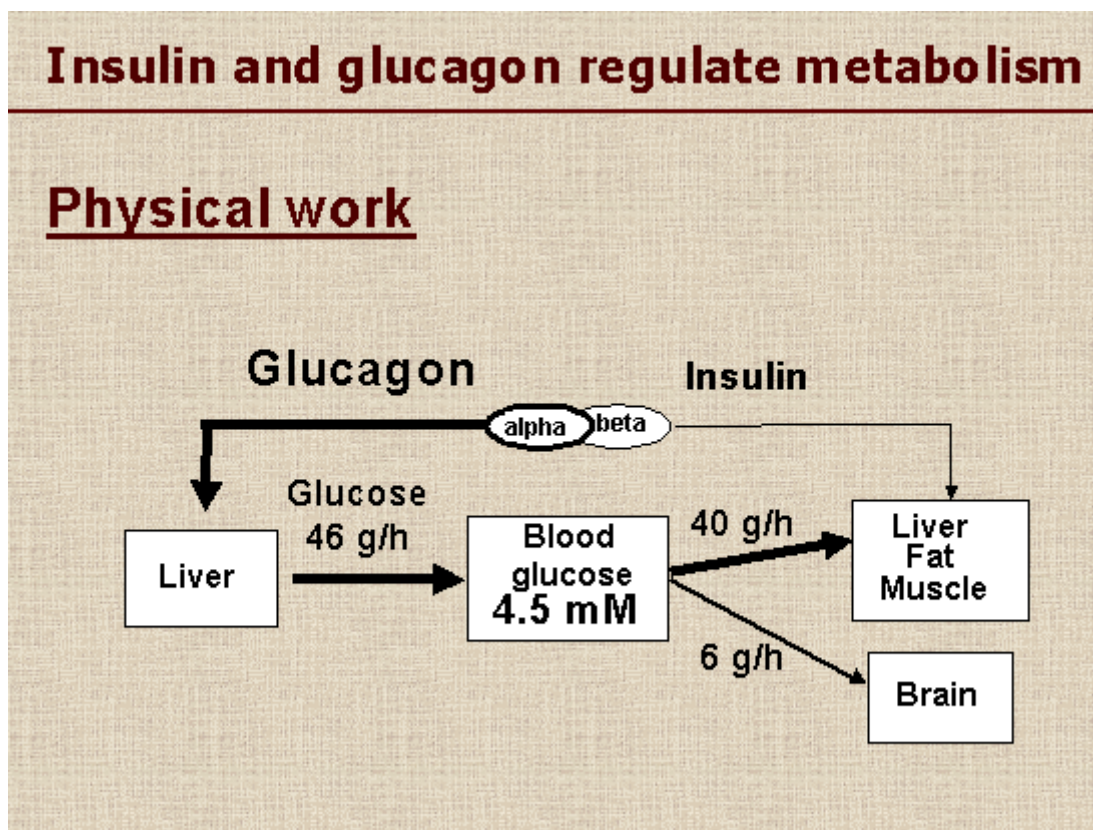 Insulin and glucagon regulate metabolism
Physical work
Glucagon
Insulin
alpha
beta
Glucose
46 g/h
Liver
Blood
glucose
4.5 mM
40 g/h
6 g/h
Liver
Fat
Muscle
Brain